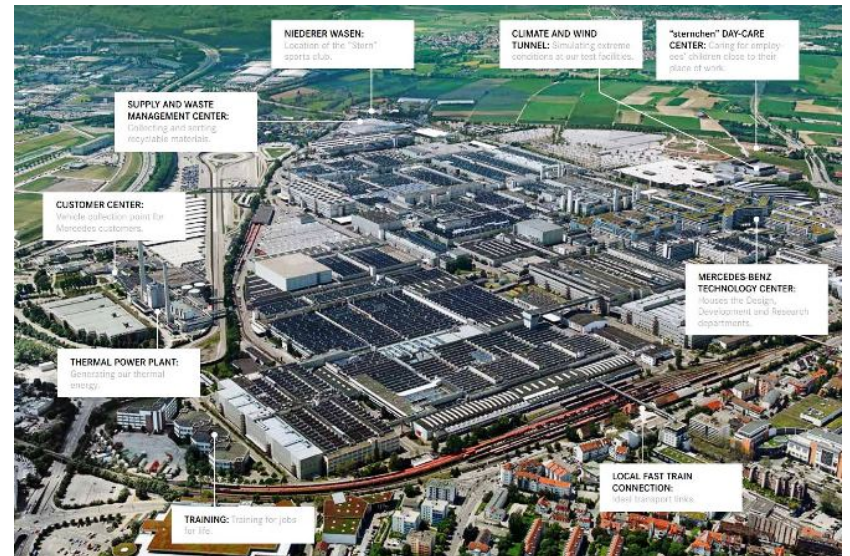 NIEDERER WASEN:
Location of the "Stern"
sports club.
CLIMATE AND WIND
TUNNEL: Simulating extreme
conditions at our test facilities.
"sternchen" DAY-CARE
CENTER: Caring for employ-
ees' children close to their
place of work.
SUPPLY AND WASTE
MANAGEMENT CENTER:
Collecting and sorting
recyclable materials.
CUSTOMER CENTER:
Vehicle collection point for
Mercedes customers.
MERCEDES-BENZ
TECHNOLOGY CENTER:
Houses the Design,
Development and Research
departments.
THERMAL POWER PLANT:
Generating our thermal
energy.
LOCAL FAST TRAIN
CONNECTION:
Ideal transport links.
TRAINING: Training for jobs
for life.